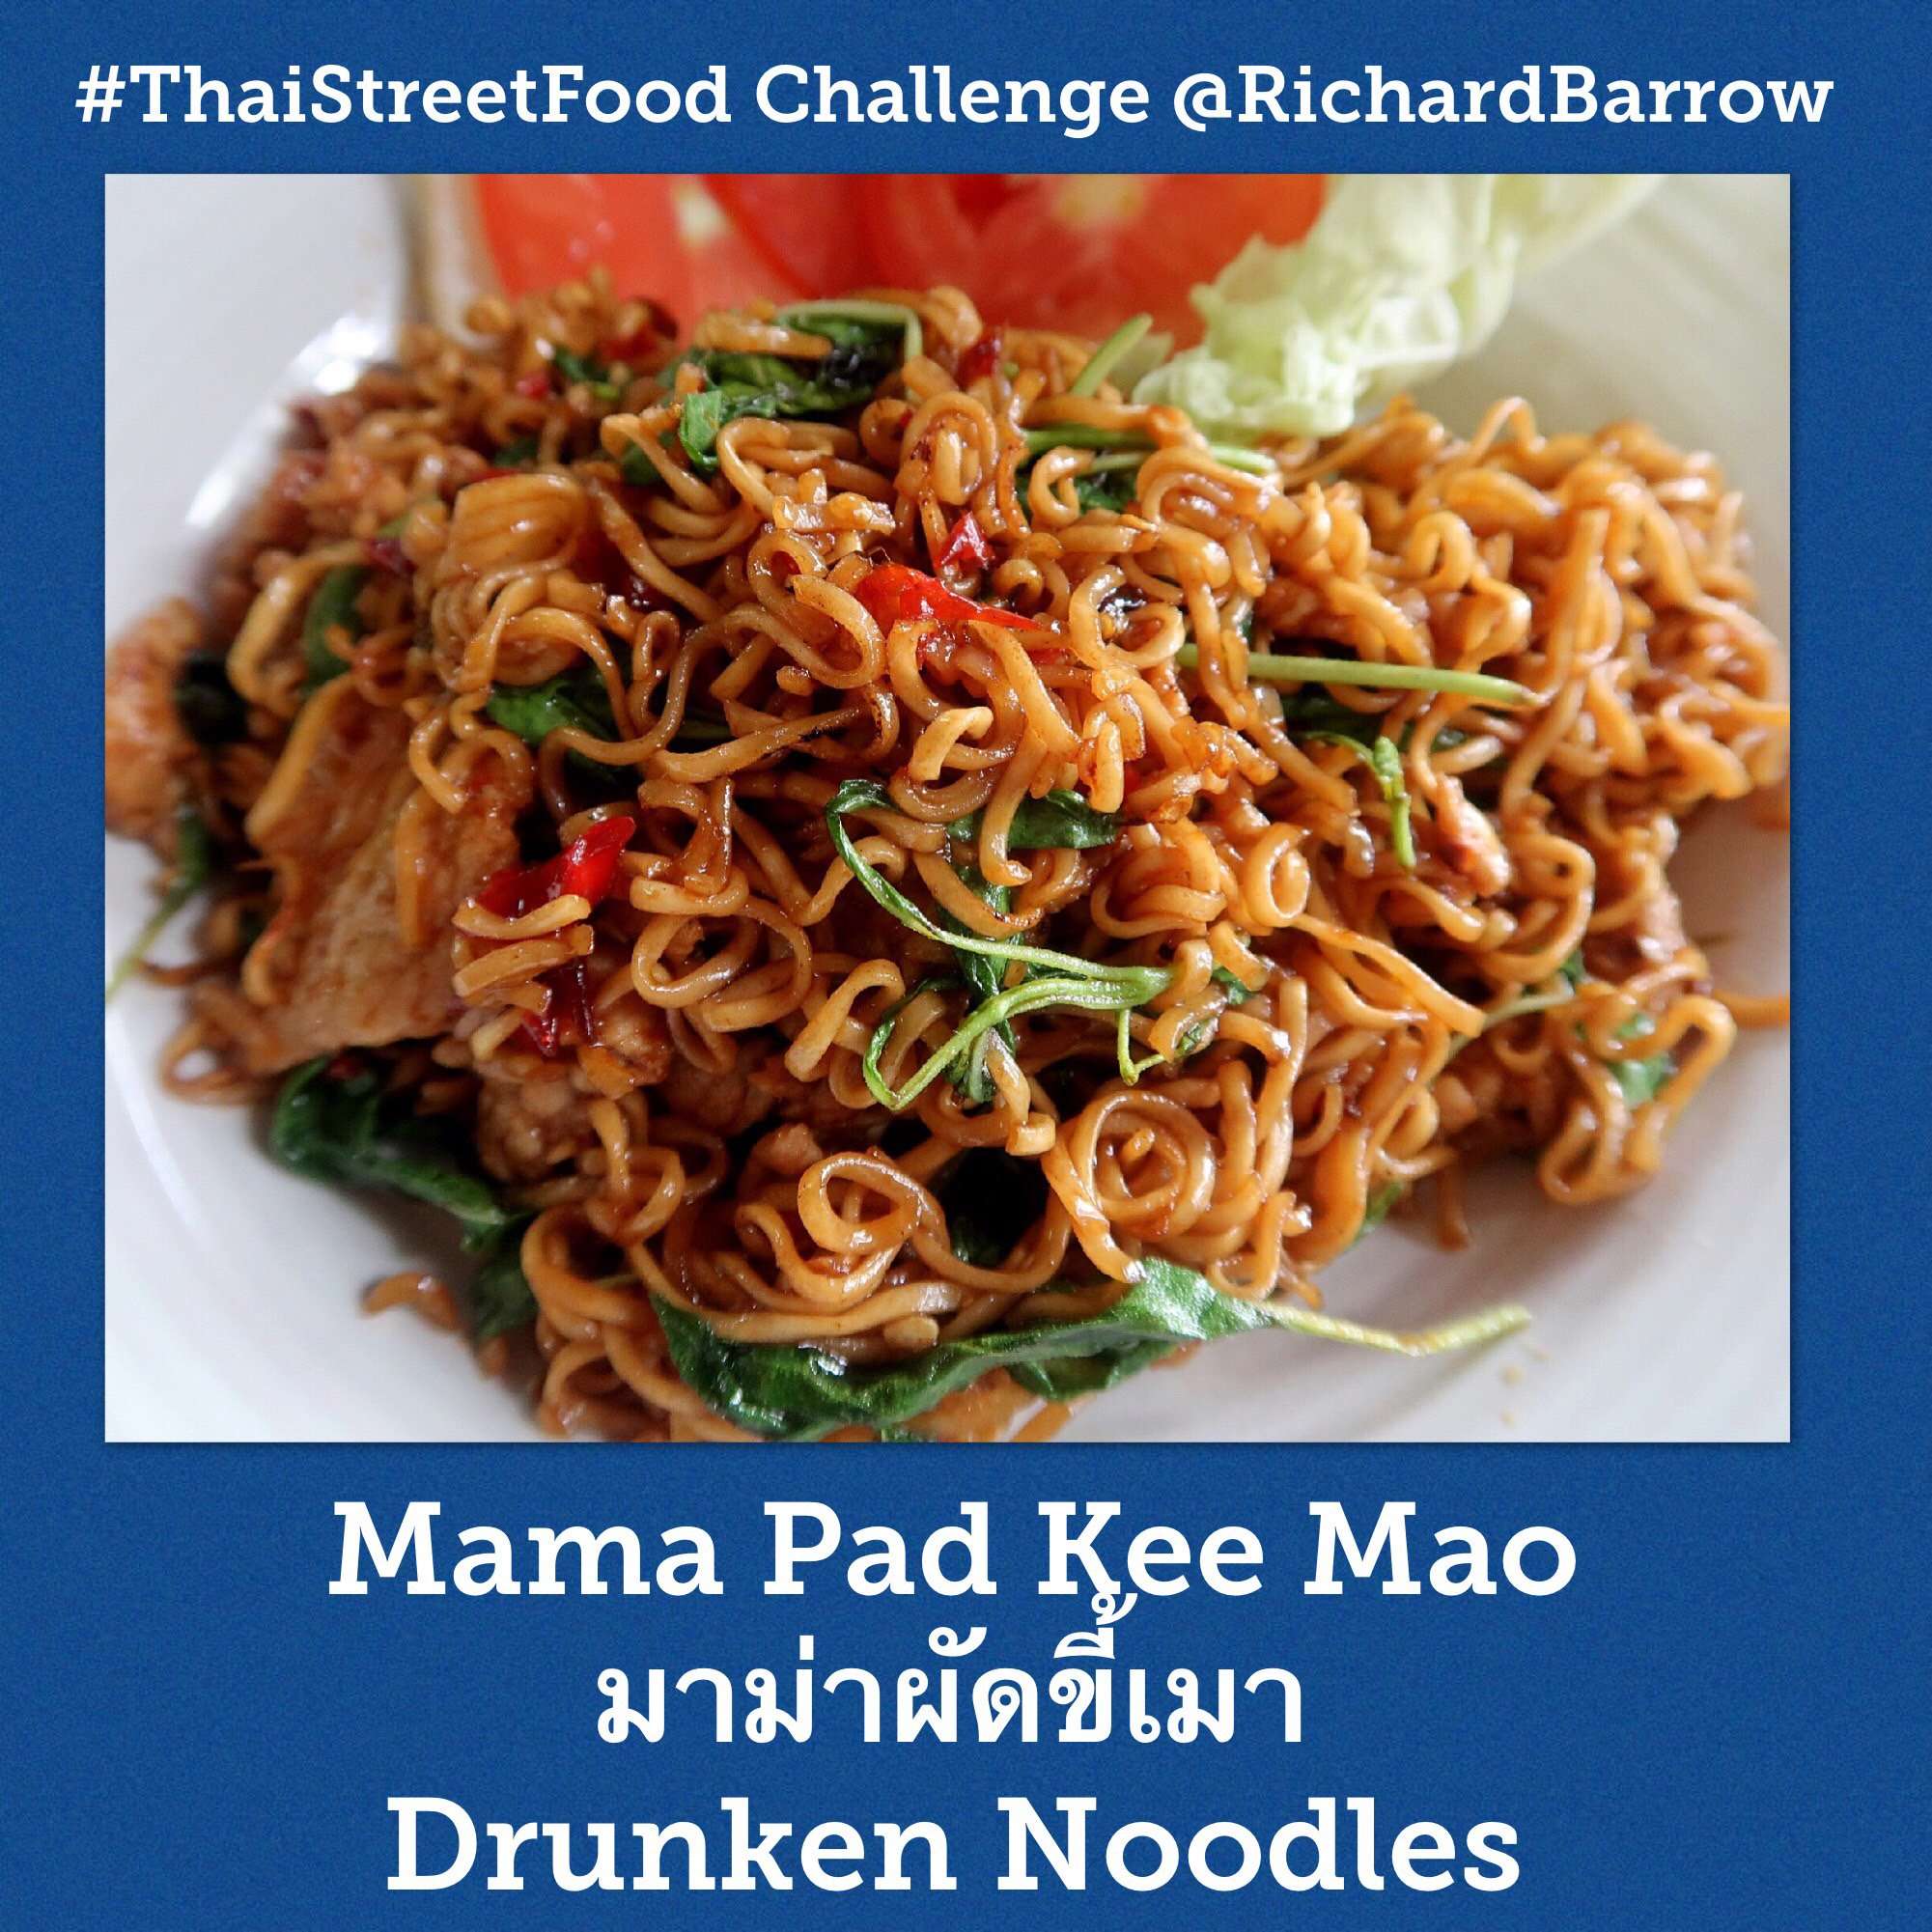 #ThaiStreetFood Challenge @RichardBarrow
Mama Pad Kee Mao
มาม่าผัดขี้เมา
Drunken Noodles